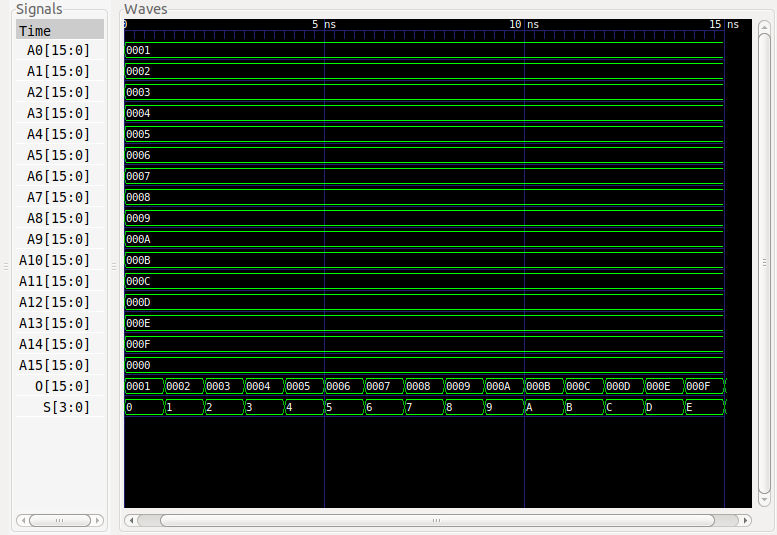 Signals Waves
Time 0 5 ns 10 ns 15 ns
A0[15:0] 0001
A1[15:0] 0002
A2[15:0] 0003
A3[15:0] 0004
A4[15:0] 0005
A5[15:0] 0006
A6[15:0] 0007
A7[15:0] 0008
A8[15:0] 0009
A9[15:0] 000A
A10[15:0] 000B
A11[15:0] 000C
A12[15:0] 000D
A13[15:0] 000E
A14[15:0] 000F
A15[15:0] 0000
O[15:0] 0001 0002 0003 0004 0005 0006 0007 0008 0009 000A 000B 000C 000D 000E 000F
S[3:0] 0 1 2 3 4 5 6 7 8 9 A B C D E